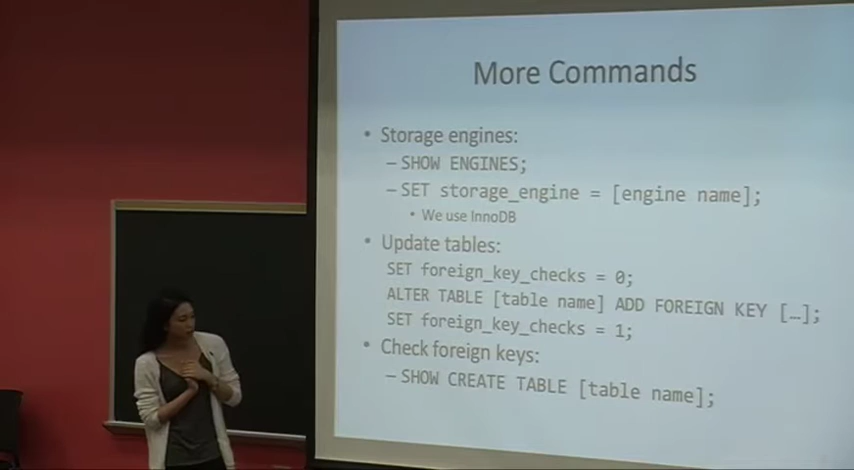 More Commands
• Storage engines:
– SHOW ENGINES;
– SET storage_engine = [engine name];
• We use InnoDB
• Update tables:
SET foreign_key_checks = 0;
ALTER TABLE [table name] ADD FOREIGN KEY […];
SET foreign_key_checks = 1;
• Check foreign keys:
– SHOW CREATE TABLE [table name];